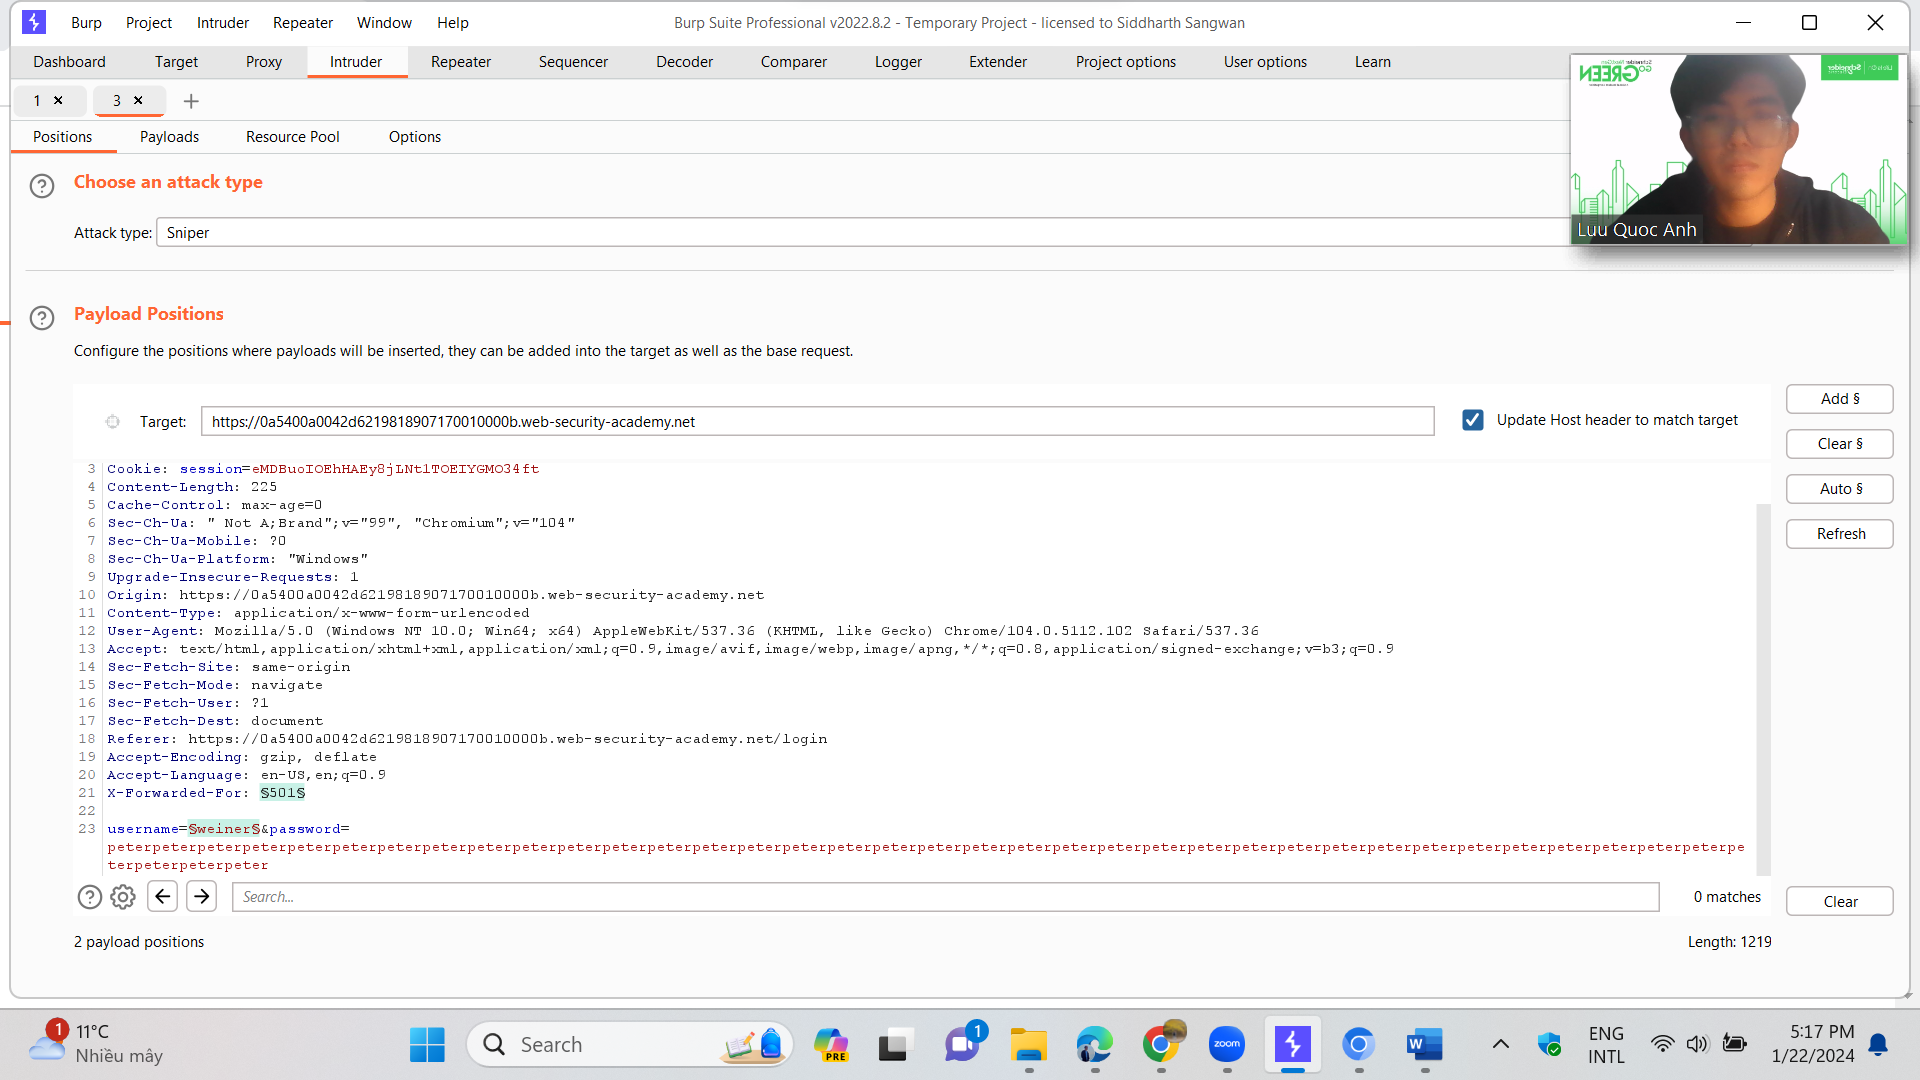 Burp Project Intruder Repeater Window Help
Burp Suite Professional v2022.8.2 - Temporary Project - licensed to Siddharth Sangwan
Dashboard Target Proxy Intruder Repeater Sequencer Decoder Comparer Logger Extender Project options User options Learn
1 × 3 × +
Positions Payloads Resource Pool Options
GO GREEN
Schneider
Luu Quoc Anh
Choose an attack type
Attack type: Sniper
Payload Positions
Configure the positions where payloads will be inserted, they can be added into the target as well as the base request.
Target: https://0a5400a0042d6219818907170010000b.web-security-academy.net
Update Host header to match target
Add §
Clear §
Auto §
Refresh
3 Cookie: session=eMDBuoIOEhHAEy8jLNtlTOEIYGMO34ft
4 Content-Length: 225
5 Cache-Control: max-age=0
6 Sec-Ch-Ua: " Not A;Brand";v="99", "Chromium";v="104"
7 Sec-Ch-Ua-Mobile: ?0
8 Sec-Ch-Ua-Platform: "Windows"
9 Upgrade-Insecure-Requests: 1
10 Origin: https://0a5400a0042d6219818907170010000b.web-security-academy.net
11 Content-Type: application/x-www-form-urlencoded
12 User-Agent: Mozilla/5.0 (Windows NT 10.0; Win64; x64) AppleWebKit/537.36 (KHTML, like Gecko) Chrome/104.0.5112.102 Safari/537.36
13 Accept: text/html,application/xhtml+xml,application/xml;q=0.9,image/avif,image/webp,image/apng,*/*;q=0.8,application/signed-exchange;v=b3;q=0.9
14 Sec-Fetch-Site: same-origin
15 Sec-Fetch-Mode: navigate
16 Sec-Fetch-User: ?1
17 Sec-Fetch-Dest: document
18 Referer: https://0a5400a0042d6219818907170010000b.web-security-academy.net/login
19 Accept-Encoding: gzip, deflate
20 Accept-Language: en-US,en;q=0.9
21 X-Forwarded-For: §501§
22
23 username=§weiner§&password=
peterpeterpeterpeterpeterpeterpeterpeterpeterpeterpeterpeterpeterpeterpeterpeterpeterpeterpeterpeterpeterpeterpeterpeterpeterpeterpeterpeterpeterpeterpeterpeterpeterpeterpeterpeterpe
terpeterpeterpeter
Search...
0 matches
Clear
2 payload positions
Length: 1219
1
11°C
Nhiều mây
Search
PRE
1
zoom
W
ENG
INTL
5:17 PM
1/22/2024